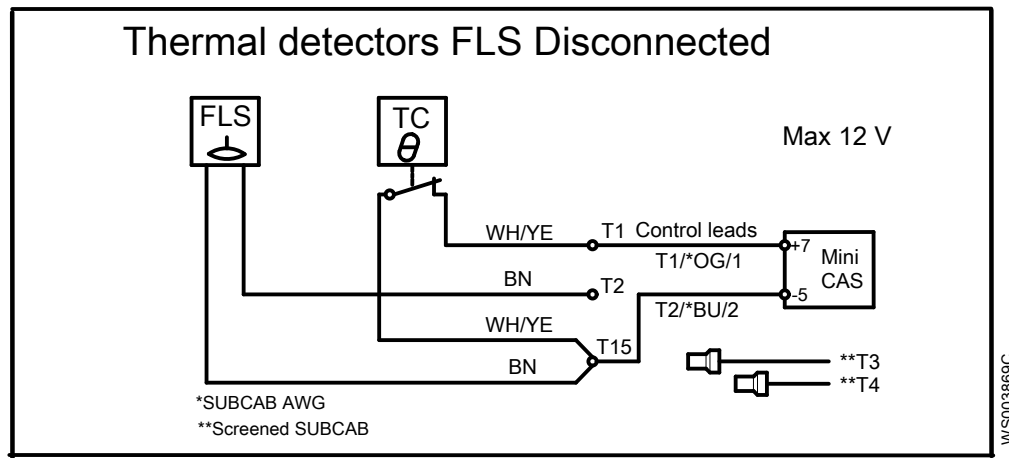 Thermal detectors FLS Disconnected
FLS
TC
θ
Max 12 V
WH/YE
T1
Control leads
+7
T1/*OG/1
Mini
CAS
BN
T2
-5
T2/*BU/2
WH/YE
T15
BN
**T3
**T4
*SUBCAB AWG
**Screened SUBCAB
WS003869C